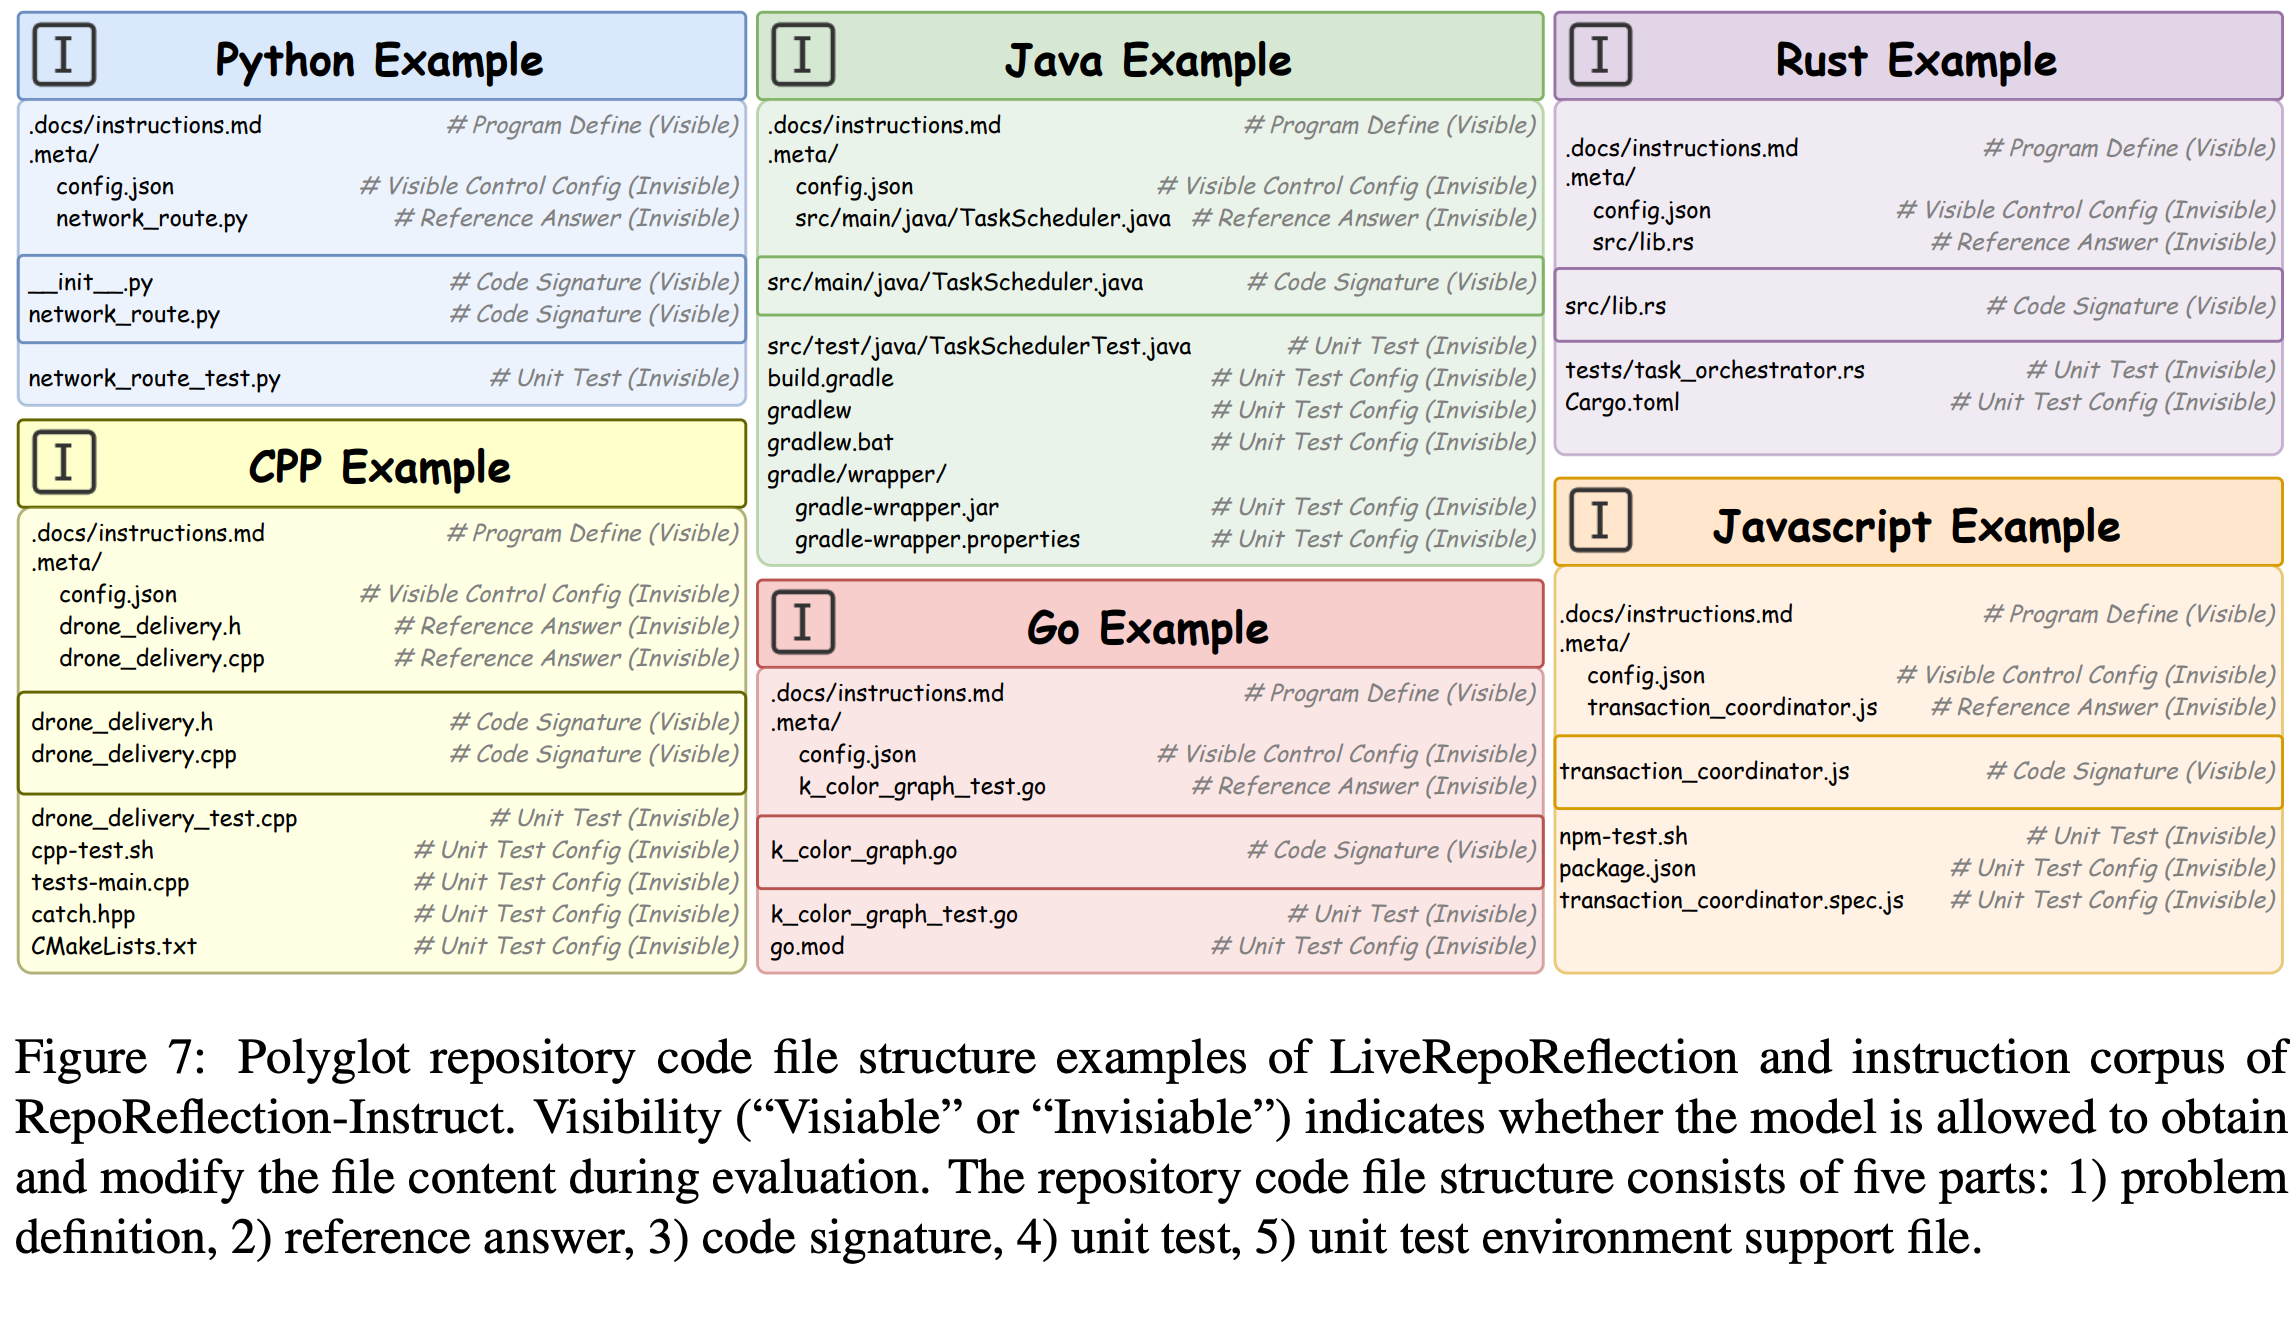 I Python Example
.docs/instructions.md # Program Define (Visible)
.meta/
config.json # Visible Control Config (Invisible)
network_route.py # Reference Answer (Invisible)
__init__.py # Code Signature (Visible)
network_route.py # Code Signature (Visible)
network_route_test.py # Unit Test (Invisible)
I CPP Example
.docs/instructions.md # Program Define (Visible)
.meta/
config.json # Visible Control Config (Invisible)
drone_delivery.h # Reference Answer (Invisible)
drone_delivery.cpp # Reference Answer (Invisible)
drone_delivery.h # Code Signature (Visible)
drone_delivery.cpp # Code Signature (Visible)
drone_delivery_test.cpp # Unit Test (Invisible)
cpp-test.sh # Unit Test Config (Invisible)
tests-main.cpp # Unit Test Config (Invisible)
catch.hpp # Unit Test Config (Invisible)
CMakeLists.txt # Unit Test Config (Invisible)
I Java Example
.docs/instructions.md # Program Define (Visible)
.meta/
config.json # Visible Control Config (Invisible)
src/main/java/TaskScheduler.java # Reference Answer (Invisible)
src/main/java/TaskScheduler.java # Code Signature (Visible)
src/test/java/TaskSchedulerTest.java # Unit Test (Invisible)
build.gradle # Unit Test Config (Invisible)
gradlew # Unit Test Config (Invisible)
gradlew.bat # Unit Test Config (Invisible)
gradle/wrapper/
gradle-wrapper.jar # Unit Test Config (Invisible)
gradle-wrapper.properties # Unit Test Config (Invisible)
I Go Example
.docs/instructions.md # Program Define (Visible)
.meta/
config.json # Visible Control Config (Invisible)
k_color_graph_test.go # Reference Answer (Invisible)
k_color_graph.go # Code Signature (Visible)
k_color_graph_test.go # Unit Test (Invisible)
go.mod # Unit Test Config (Invisible)
I Rust Example
.docs/instructions.md # Program Define (Visible)
.meta/
config.json # Visible Control Config (Invisible)
src/lib.rs # Reference Answer (Invisible)
src/lib.rs # Code Signature (Visible)
tests/task_orchestrator.rs # Unit Test (Invisible)
Cargo.toml # Unit Test Config (Invisible)
I Javascript Example
.docs/instructions.md # Program Define (Visible)
.meta/
config.json # Visible Control Config (Invisible)
transaction_coordinator.js # Reference Answer (Invisible)
transaction_coordinator.js # Code Signature (Visible)
npm-test.sh # Unit Test (Invisible)
package.json # Unit Test Config (Invisible)
transaction_coordinator.spec.js # Unit Test Config (Invisible)
Figure 7: Polyglot repository code file structure examples of LiveRepoReflection and instruction corpus of
RepoReflection-Instruct. Visibility (“Visiable” or “Invisiable”) indicates whether the model is allowed to obtain
and modify the file content during evaluation. The repository code file structure consists of five parts: 1) problem
definition, 2) reference answer, 3) code signature, 4) unit test, 5) unit test environment support file.